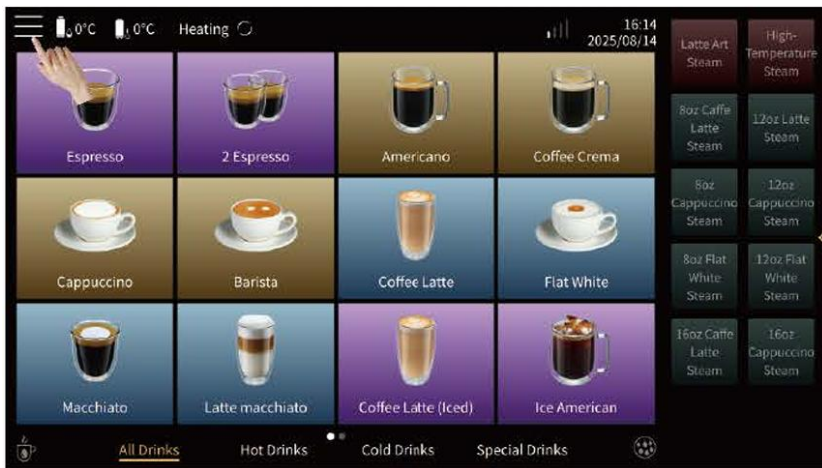 0°C
0°C
Heating
16:14
2025/08/14
Espresso
2 Espresso
Americano
Coffee Crema
Cappuccino
Barista
Coffee Latte
Flat White
Macchiato
Latte macchiato
Coffee Latte (Iced)
Ice American
All Drinks
Hot Drinks
Cold Drinks
Special Drinks
Latte Art
Steam
High-
Temperature
Steam
8oz Caffe
Latte
Steam
12oz Latte
Steam
8oz
Cappuccino
Steam
12oz
Cappuccino
Steam
8oz Flat
White
Steam
12oz Flat
White
Steam
16oz Caffe
Latte
Steam
16oz
Cappuccino
Steam